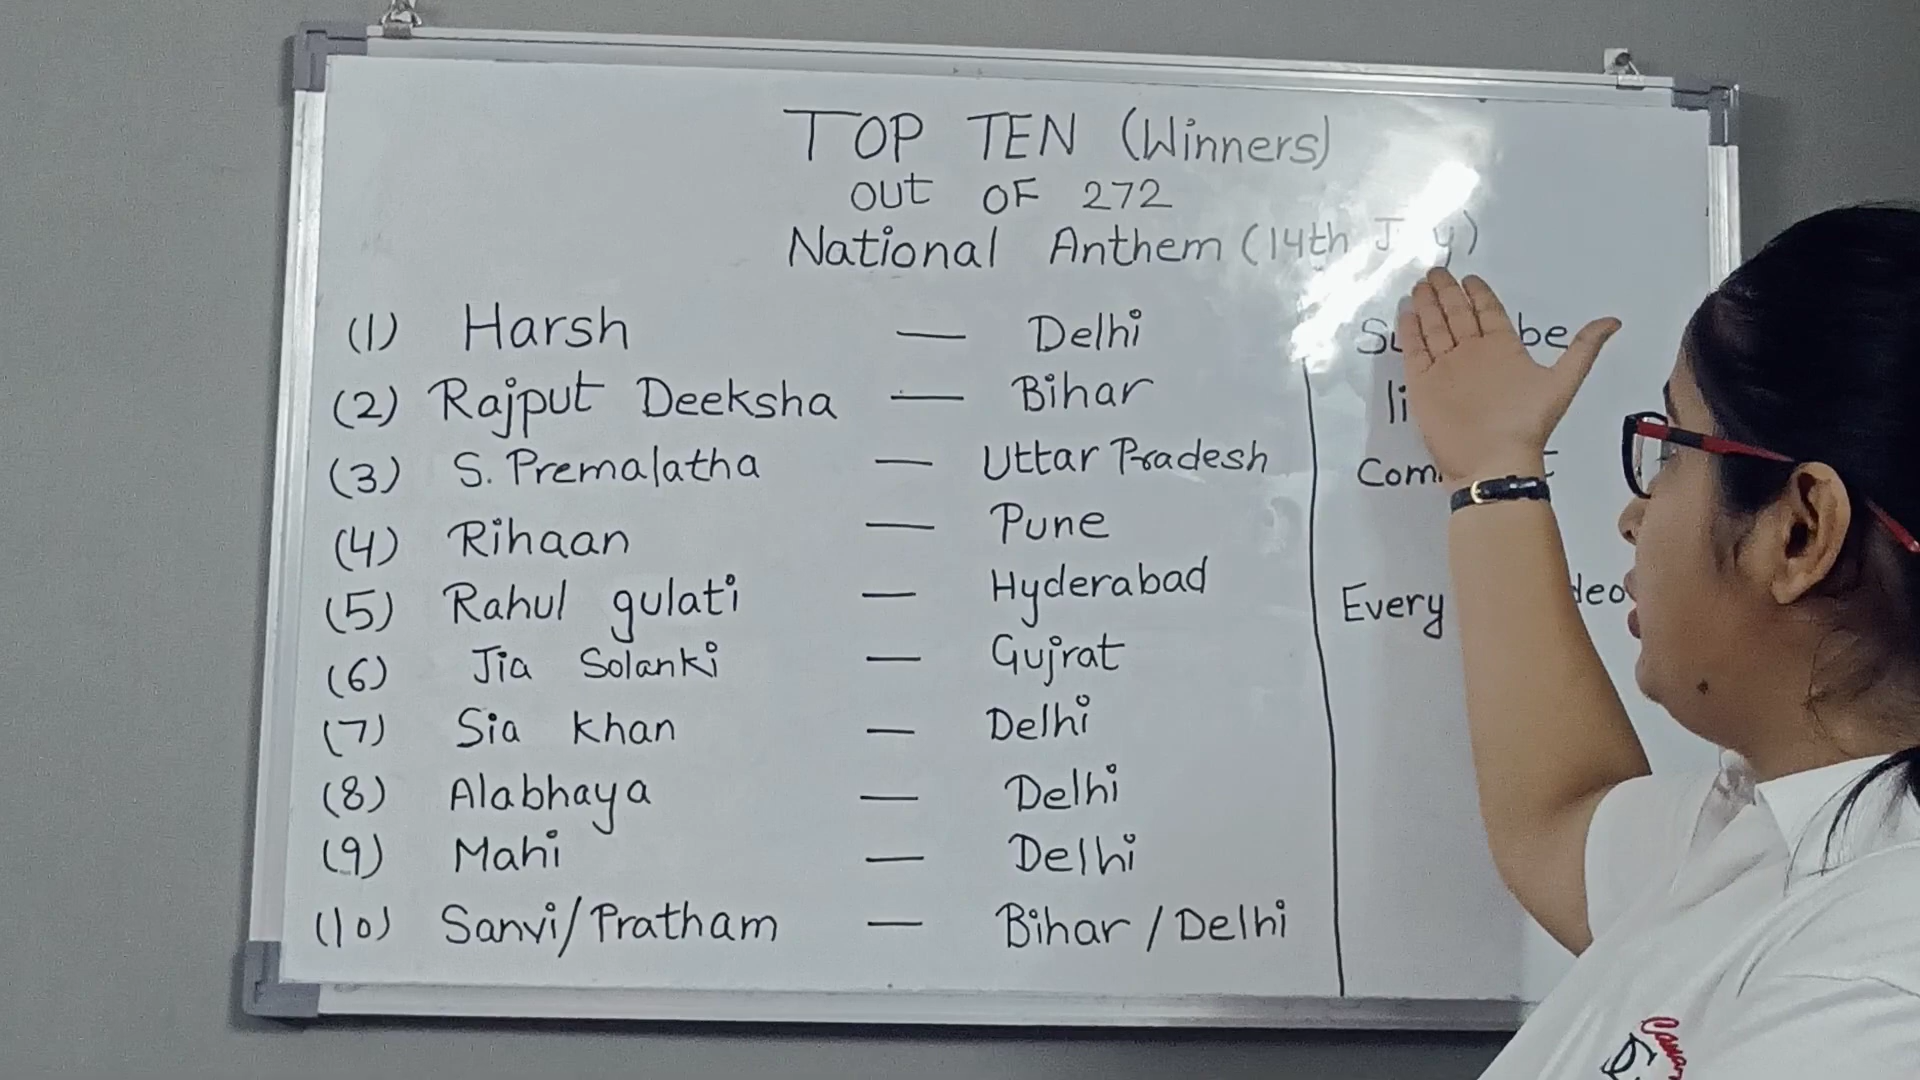 TOP TEN (Winners)
OUT OF 272
National Anthem (14th
(1) Harsh — Delhi
(2) Rajput Deeksha — Bihar
(3) S. Premalatha — Uttar Pradesh
(4) Rihaan — Pune
(5) Rahul gulati — Hyderabad
(6) Jia Solanki — Gujrat
(7) Sia Khan — Delhi
(8) Alabhaya — Delhi
(9) Mahi — Delhi
(10) Sanvi/Pratham — Bihar / Delhi
Every